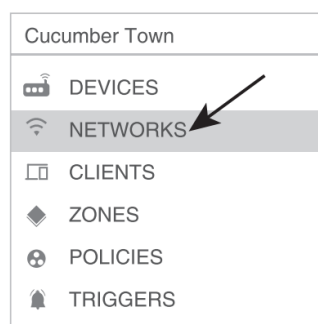 Cucumber Town
DEVICES
NETWORKS
CLIENTS
ZONES
POLICIES
TRIGGERS